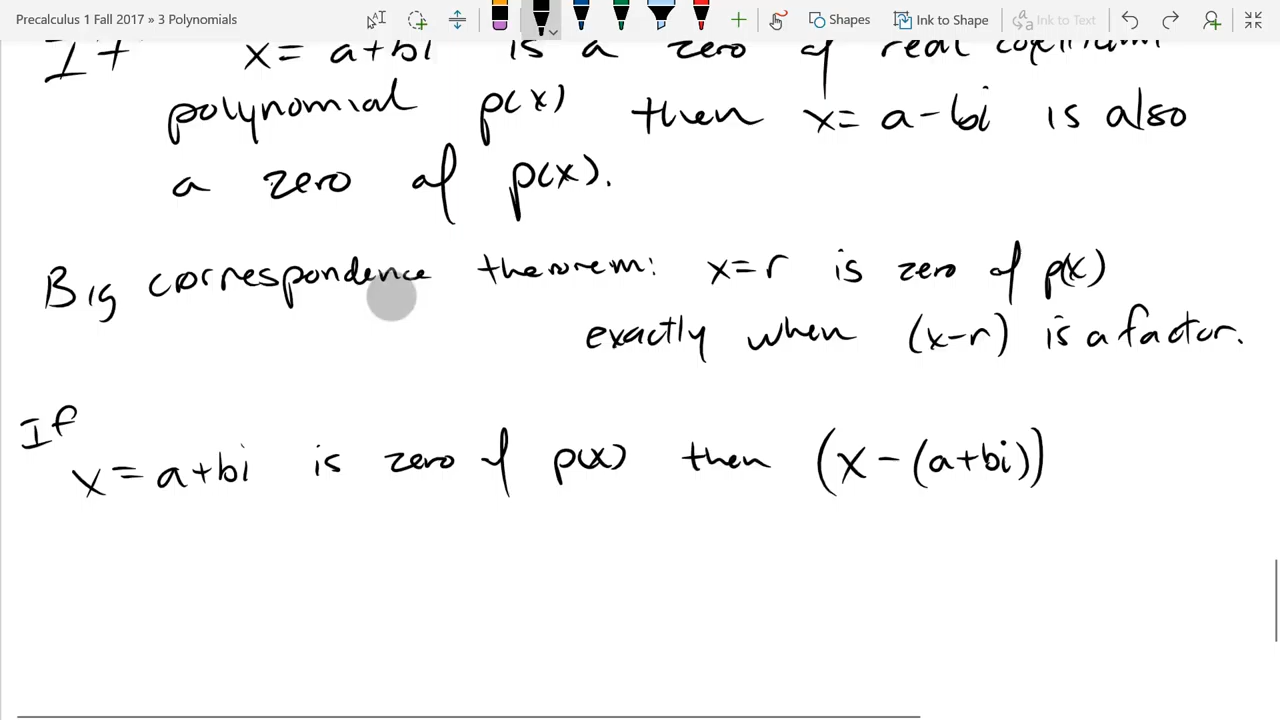 Precalculus 1 Fall 2017 » 3 Polynomials
Shapes
Ink to Shape
Ink to Text
If x = a+bi is a zero of real coefficient
polynomial p(x) then x = a-bi is also
a zero of p(x).
Big correspondence theorem: x=r is zero of p(x)
exactly when (x-r) is a factor.
If
x = a+bi is zero of p(x) then (x - (a+bi))